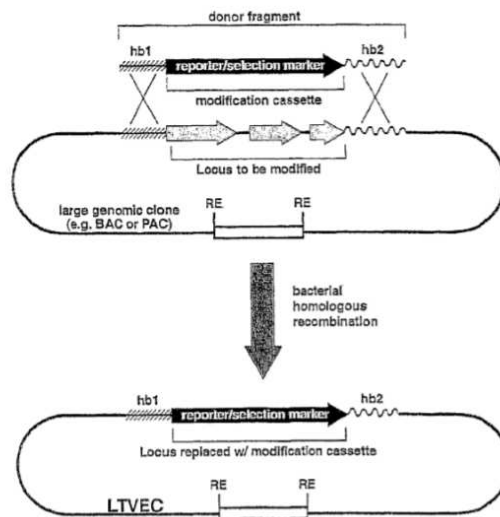 donor fragment
hb1
hb2
reporter/selection marker
modification cassette
Locus to be modified
large genomic clone
(e.g. BAC or PAC)
RE
RE
bacterial
homologous
recombination
hb1
hb2
reporter/selection marker
Locus replaced w/ modification cassette
RE
RE
LTVEC